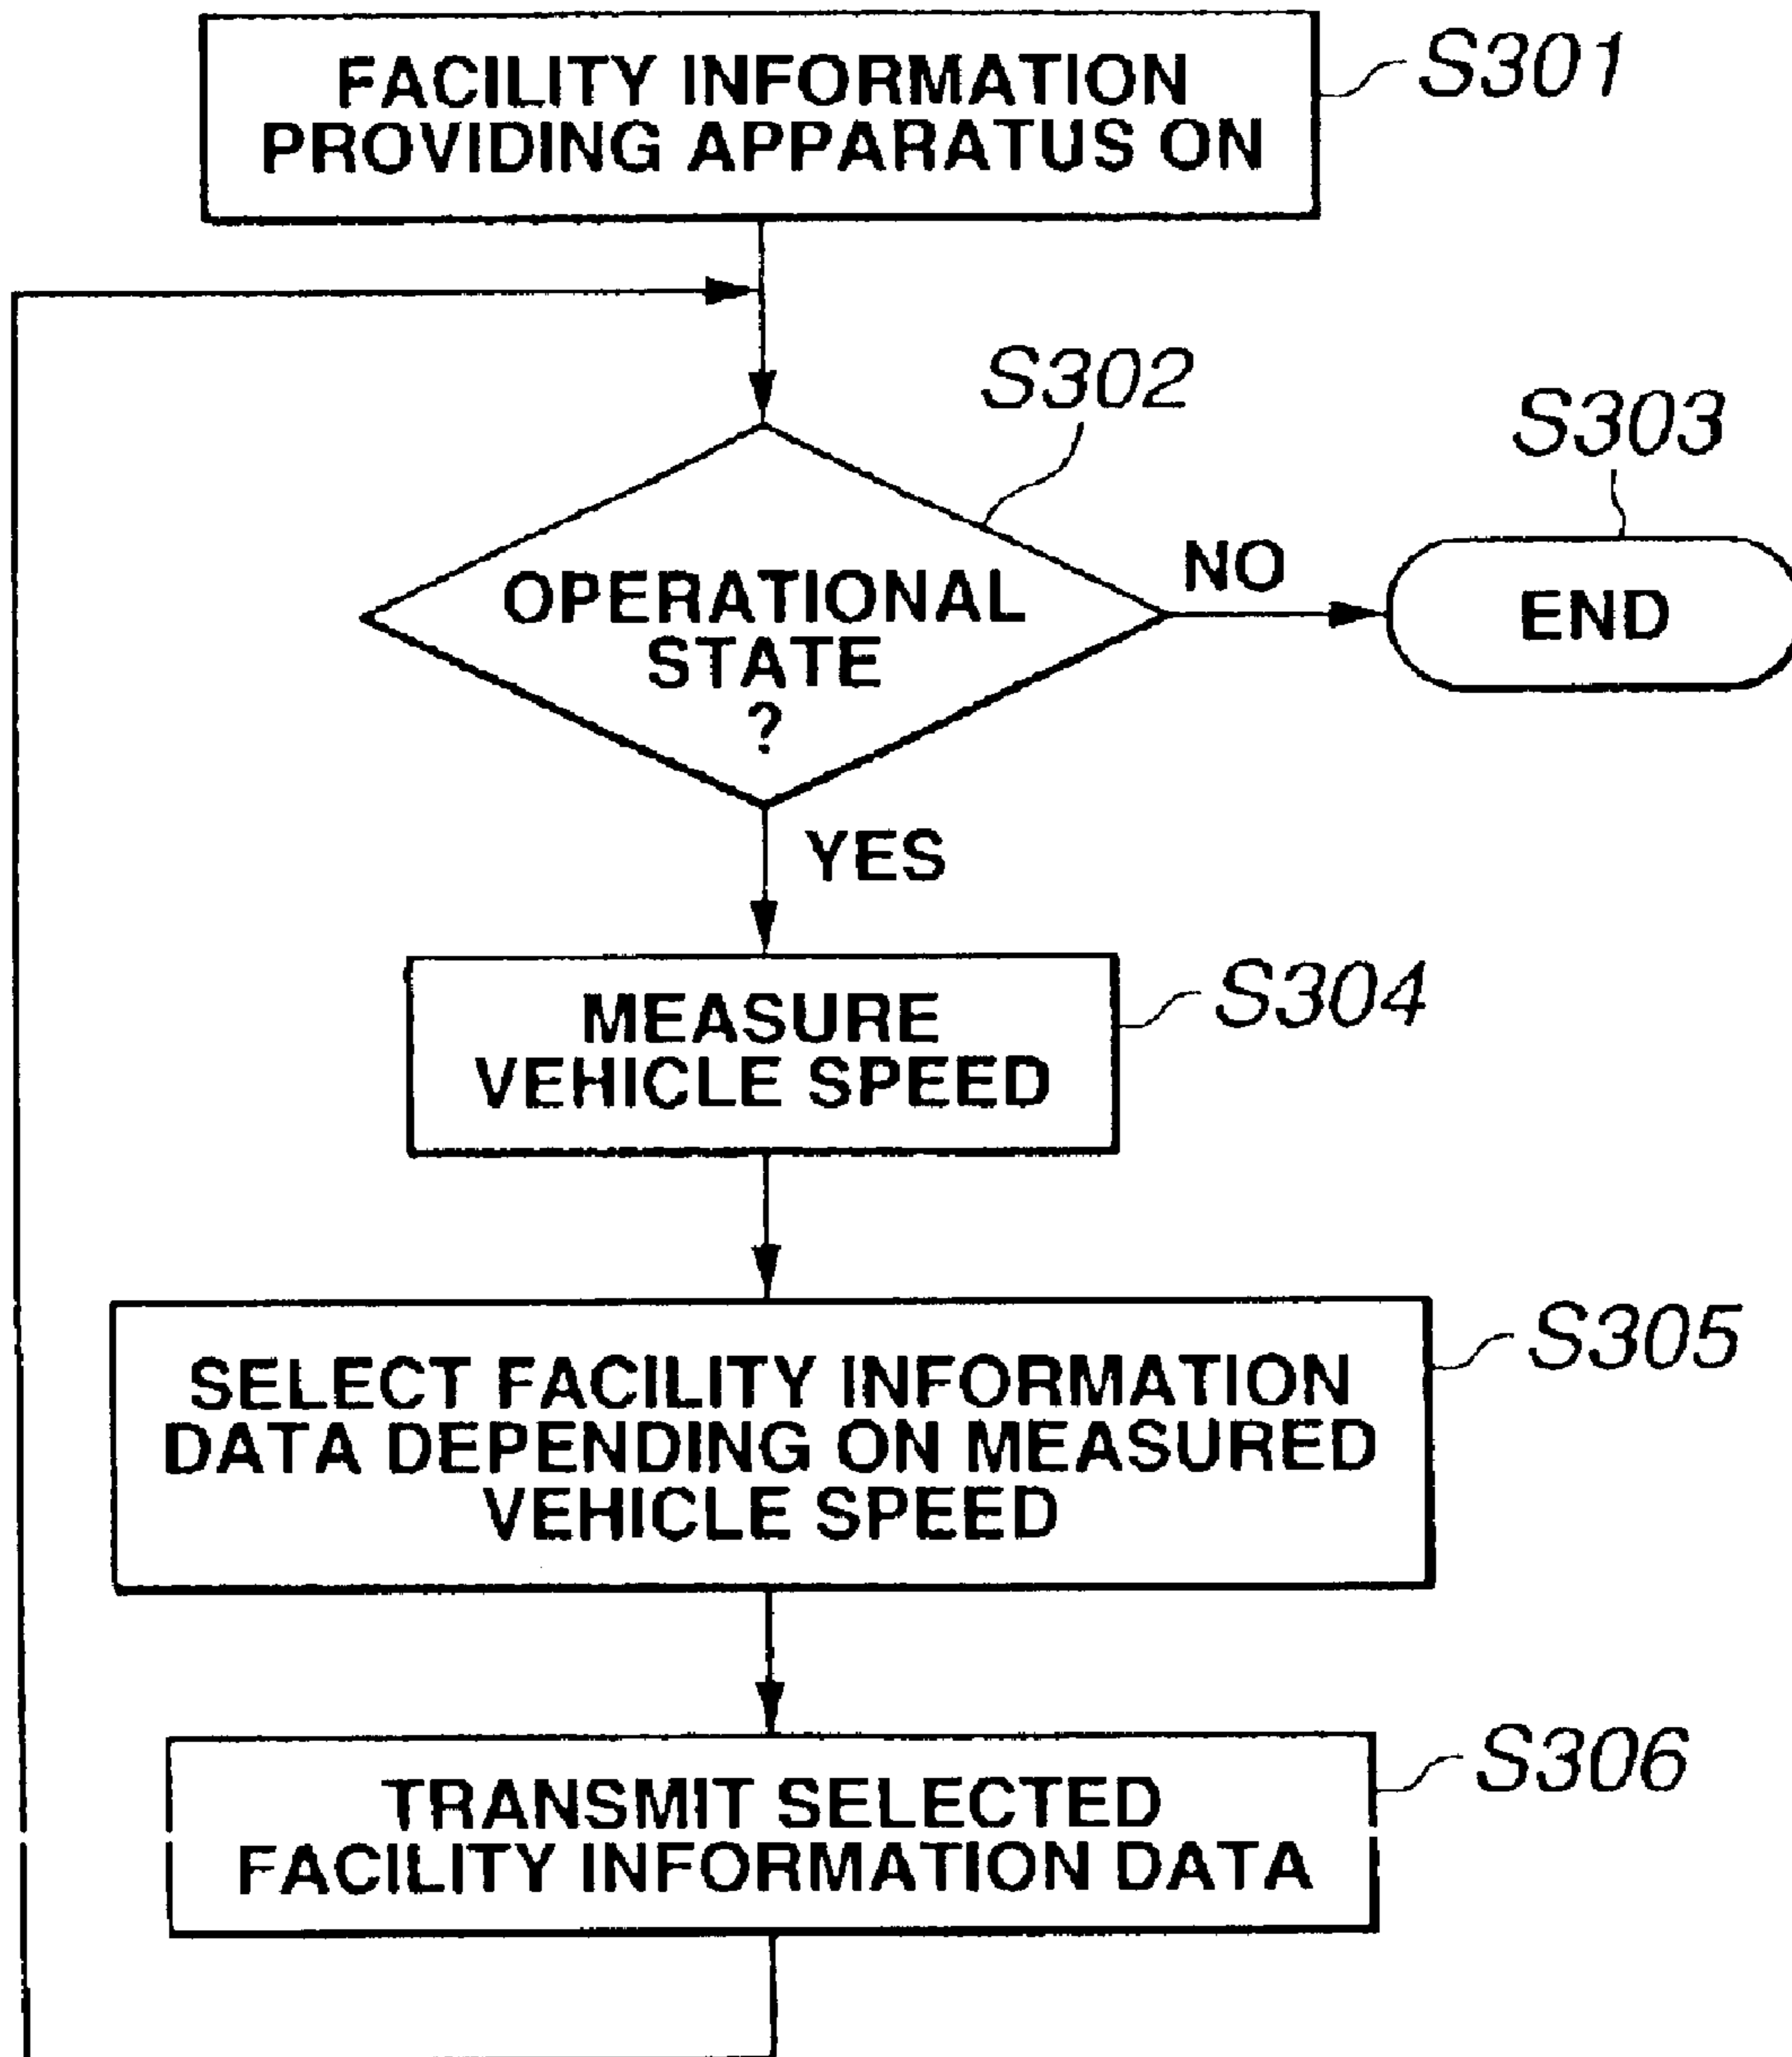 FACILITY INFORMATION
PROVIDING APPARATUS ON
S301
S302
S303
OPERATIONAL
STATE
?
NO
END
YES
MEASURE
VEHICLE SPEED
S304
SELECT FACILITY INFORMATION
DATA DEPENDING ON MEASURED
VEHICLE SPEED
S305
TRANSMIT SELECTED
FACILITY INFORMATION DATA
S306